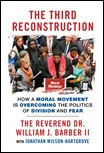 THE THIRD
RECONSTRUCTION
HOW A MORAL MOVEMENT IS
OVERCOMING THE POLITICS
OF DIVISION AND FEAR
THE REVEREND DR.
WILLIAM J. BARBER II
WITH JONATHAN WILSON-HARTGROVE